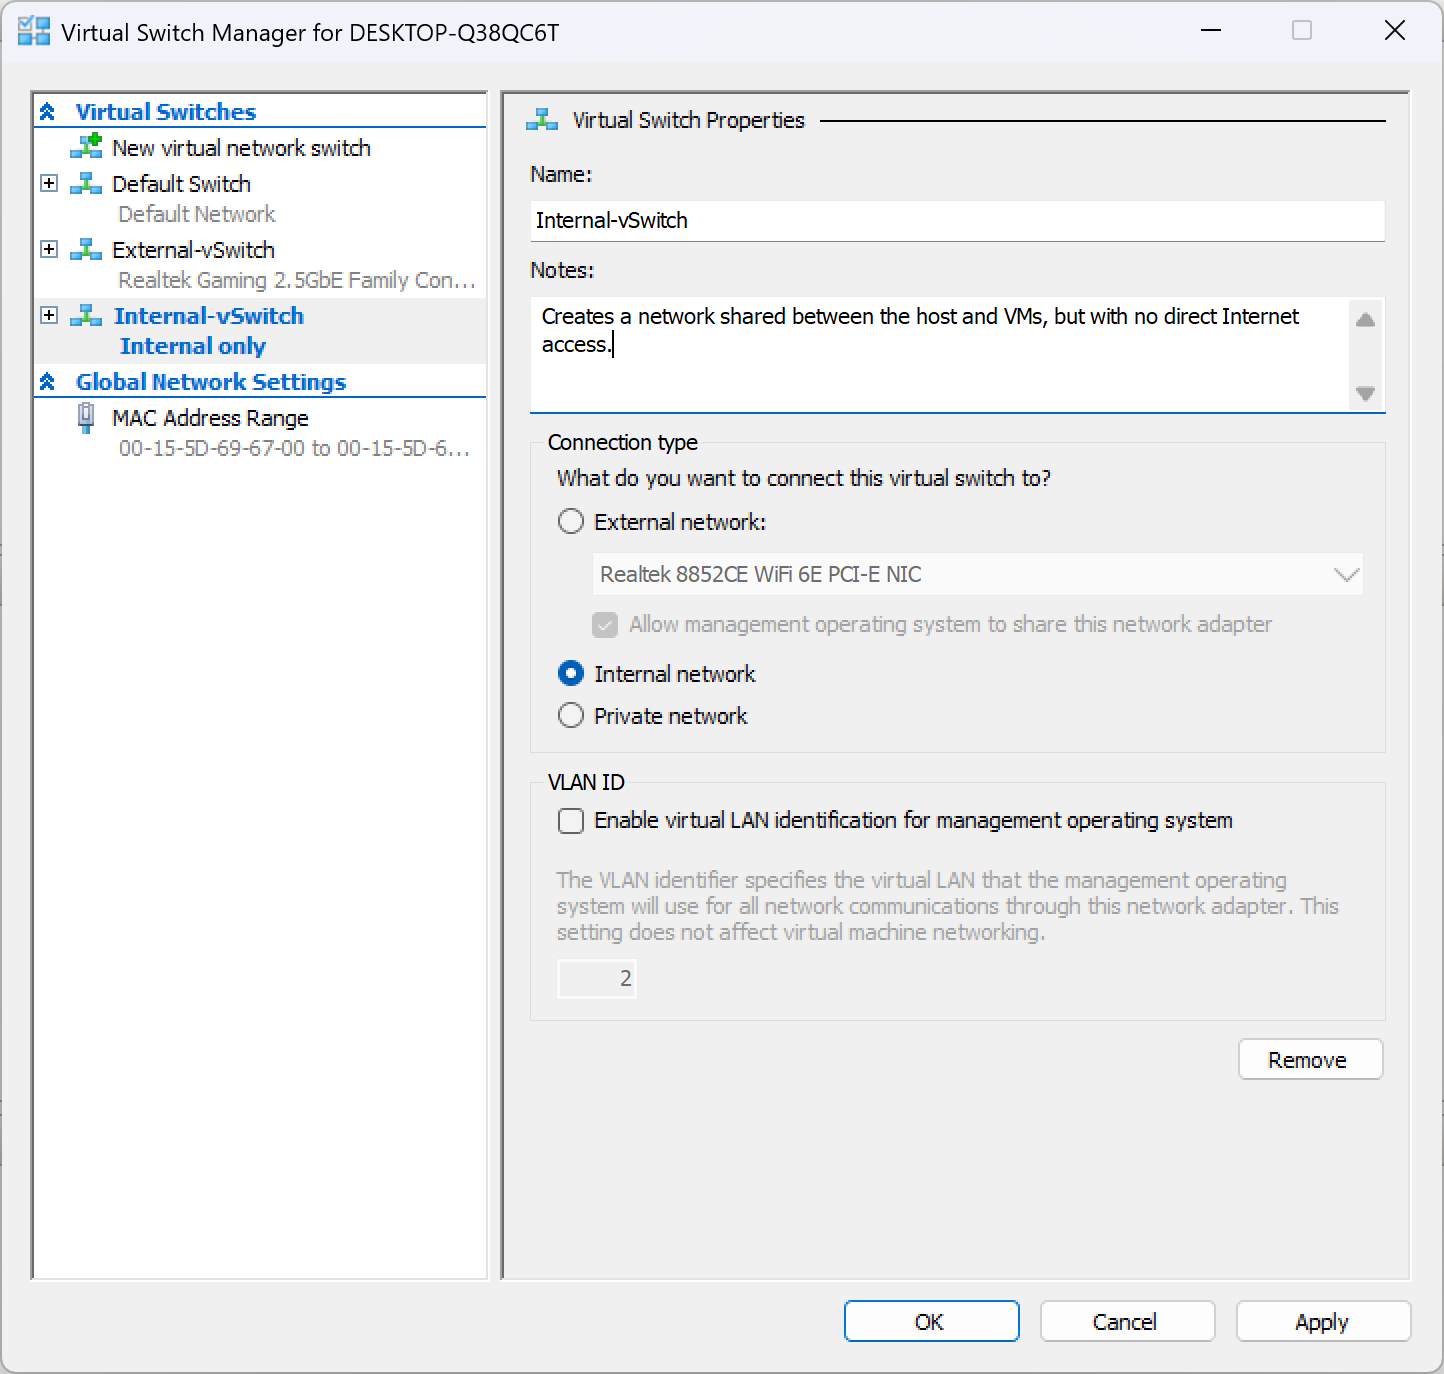 Virtual Switch Manager for DESKTOP-Q38QC6T
Virtual Switches
New virtual network switch
Default Switch
Default Network
External-vSwitch
Realtek Gaming 2.5GbE Family Con...
Internal-vSwitch
Internal only
Global Network Settings
MAC Address Range
00-15-5D-69-67-00 to 00-15-5D-6...
Virtual Switch Properties
Name:
Internal-vSwitch
Notes:
Creates a network shared between the host and VMs, but with no direct Internet
access.
Connection type
What do you want to connect this virtual switch to?
External network:
Realtek 8852CE WiFi 6E PCI-E NIC
Allow management operating system to share this network adapter
Internal network
Private network
VLAN ID
Enable virtual LAN identification for management operating system
The VLAN identifier specifies the virtual LAN that the management operating
system will use for all network communications through this network adapter. This
setting does not affect virtual machine networking.
2
Remove
OK
Cancel
Apply